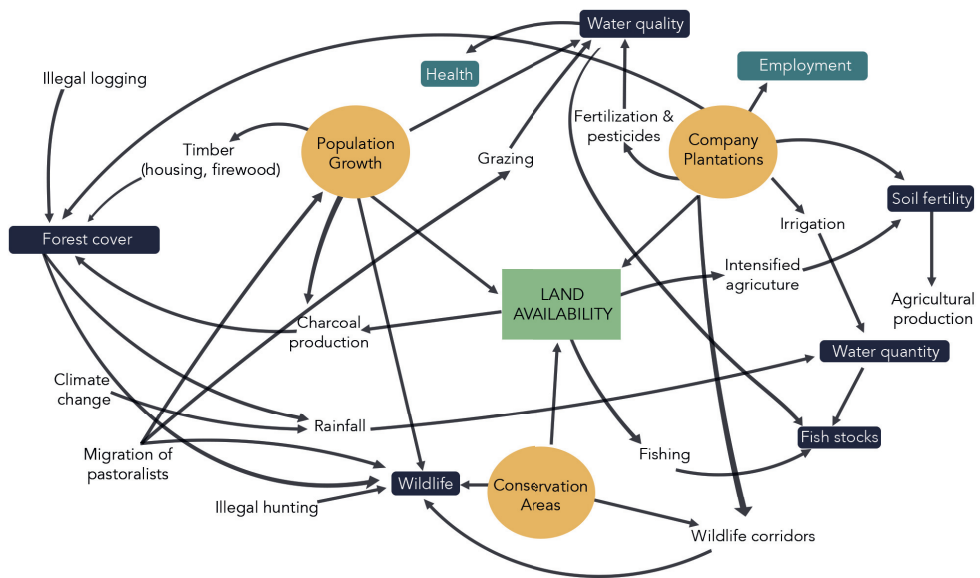 Water quality
Health
Employment
Illegal logging
Fertilization &
pesticides
Company
Plantations
Population
Growth
Timber
(housing, firewood)
Grazing
Soil fertility
Irrigation
Forest cover
Intensified
agricuture
LAND
AVAILABILITY
Agricultural
production
Charcoal
production
Water quantity
Climate
change
Rainfall
Fish stocks
Migration of
pastoralists
Fishing
Wildlife
Conservation
Areas
Illegal hunting
Wildlife corridors